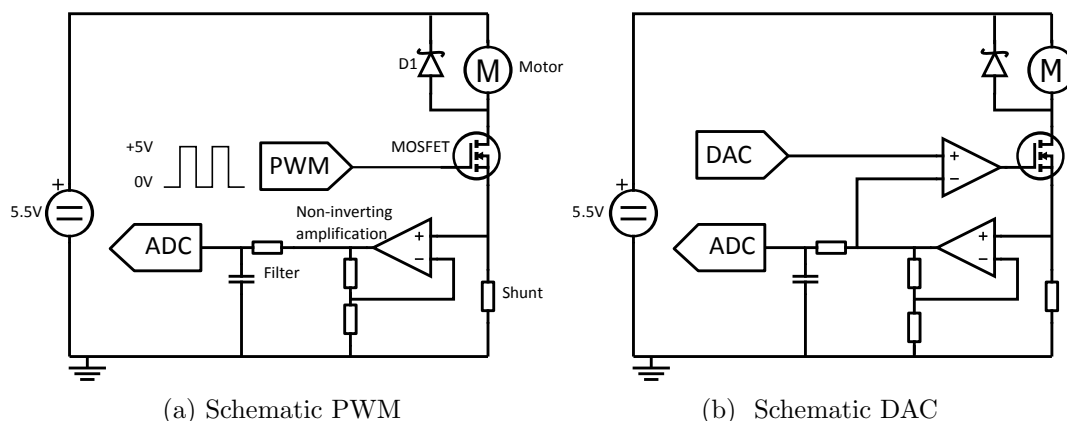 D1
M
Motor
+5V
0V
PWM
MOSFET
+
5.5V
Non-inverting
amplification
+
−
ADC
Filter
Shunt
(a) Schematic PWM
M
DAC
+
−
+
5.5V
ADC
+
−
(b) Schematic DAC